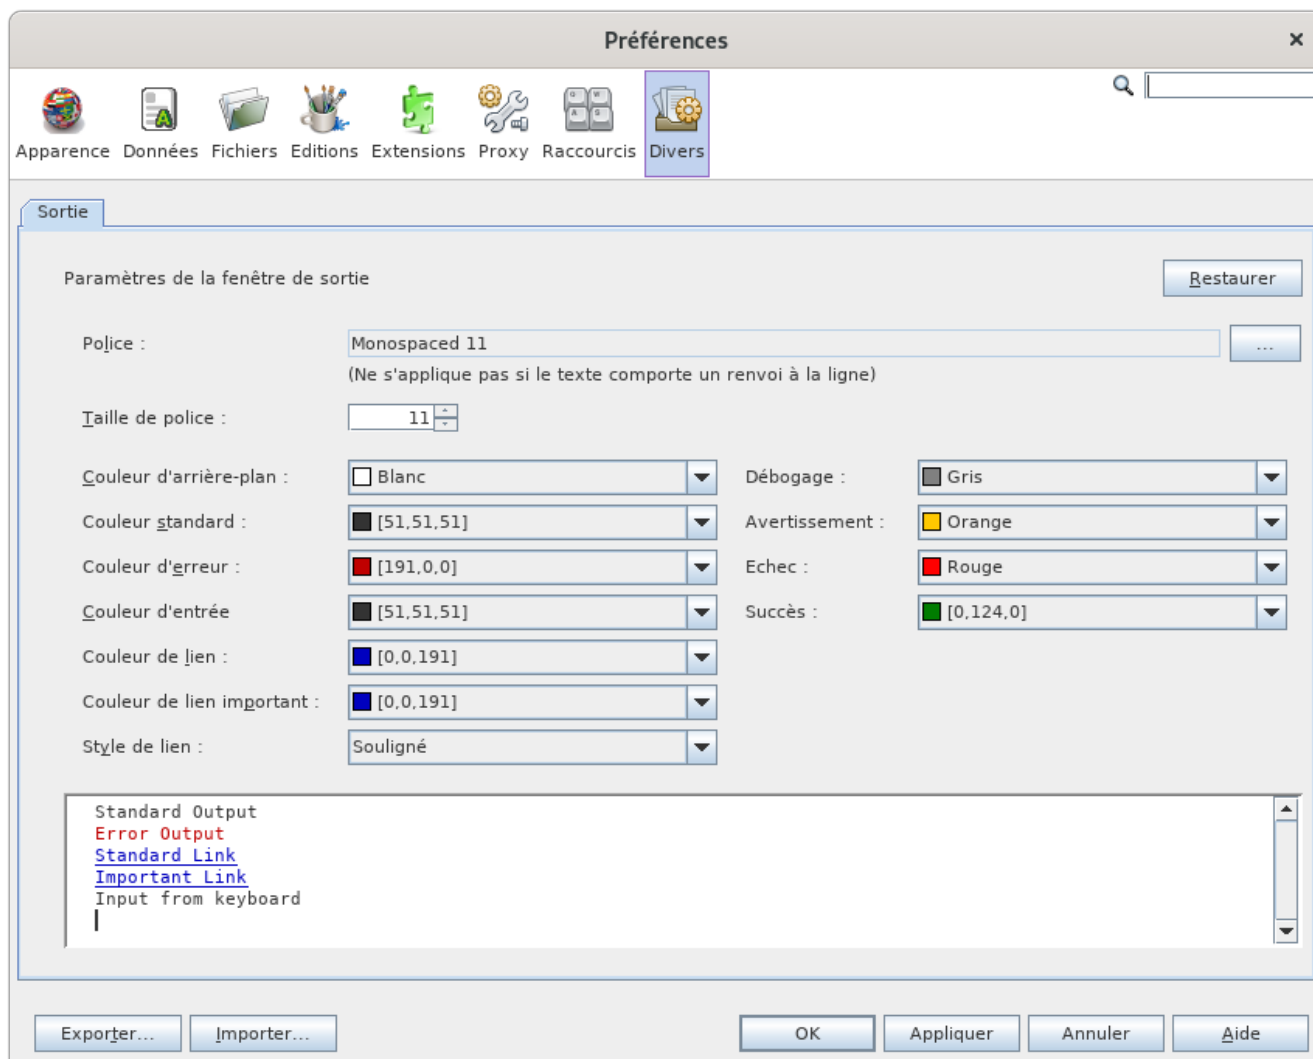 Préférences
Apparence Données Fichiers Editions Extensions Proxy Raccourcis Divers
Sortie
Paramètres de la fenêtre de sortie Restaurer
Police : Monospaced 11 ...
(Ne s'applique pas si le texte comporte un renvoi à la ligne)
Taille de police : 11
Couleur d'arrière-plan : Blanc Débogage : Gris
Couleur standard : [51,51,51] Avertissement : Orange
Couleur d'erreur : [191,0,0] Echec : Rouge
Couleur d'entrée [51,51,51] Succès : [0,124,0]
Couleur de lien : [0,0,191]
Couleur de lien important : [0,0,191]
Style de lien : Souligné
Standard Output
Error Output
Standard Link
Important Link
Input from keyboard
Exporter... Importer... OK Appliquer Annuler Aide